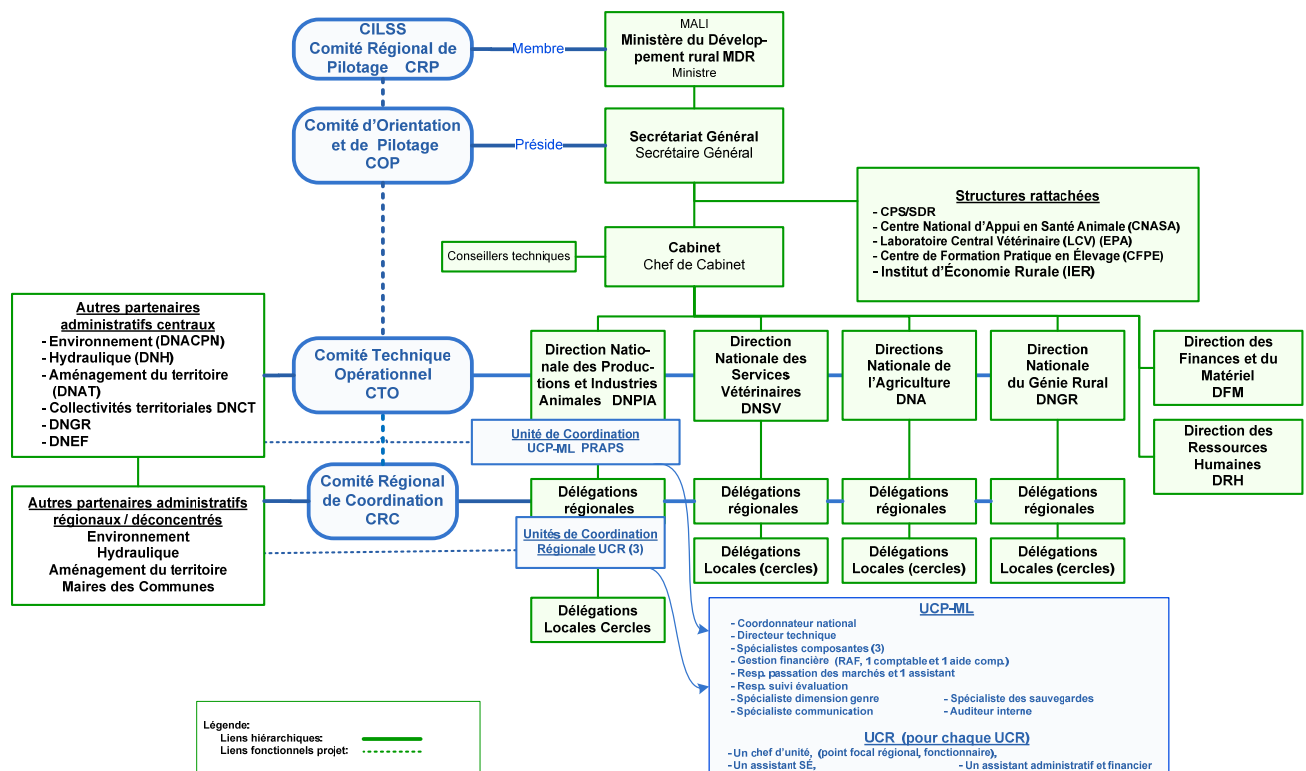 CILSS
Comité Régional de
Pilotage CRP
Membre
MALI
Ministère du Dévelop-
pement rural MDR
Ministre
Comité d'Orientation
et de Pilotage
COP
Préside
Secrétariat Général
Secrétaire Général
Structures rattachées
- CPS/SDR
- Centre National d'Appui en Santé Animale (CNASA)
- Laboratoire Central Vétérinaire (LCV) (EPA)
- Centre de Formation Pratique en Élevage (CFPE)
- Institut d'Économie Rurale (IER)
Conseillers techniques
Cabinet
Chef de Cabinet
Autres partenaires
administratifs centraux
- Environnement (DNACPN)
- Hydraulique (DNH)
- Aménagement du territoire
(DNAT)
- Collectivités territoriales DNCT
- DNGR
- DNEF
Comité Technique
Opérationnel
CTO
Direction Natio-
nale des Produc-
tions et Industries
Animales DNPIA
Direction
Nationale des
Services
Vétérinaires
DNSV
Directions
Nationale de
l'Agriculture
DNA
Direction
Nationale
du Génie Rural
DNGR
Direction des
Finances et du
Matériel
DFM
Unité de Coordination
UCP-ML PRAPS
Direction des
Ressources
Humaines
DRH
Autres partenaires administratifs
régionaux / déconcentrés
Environnement
Hydraulique
Aménagement du territoire
Maires des Communes
Comité Régional
de Coordination
CRC
Délégations
régionales
Délégations
régionales
Délégations
régionales
Délégations
régionales
Unités de Coordination
Régionale UCR (3)
Délégations
Locales (cercles)
Délégations
Locales (cercles)
Délégations
Locales (cercles)
Délégations
Locales Cercles
UCP-ML
- Coordonnateur national
- Directeur technique
- Spécialistes composantes (3)
- Gestion financière (RAF, 1 comptable et 1 aide comp.)
- Resp. passation des marchés et 1 assistant
- Resp. suivi évaluation
- Spécialiste dimension genre - Spécialiste des sauvegardes
- Spécialiste communication - Auditeur interne
UCR (pour chaque UCR)
- Un chef d'unité, (point focal régional, fonctionnaire),
- Un assistant SÉ, - Un assistant administratif et financier
Légende:
Liens hiérarchiques:
Liens fonctionnels projet: